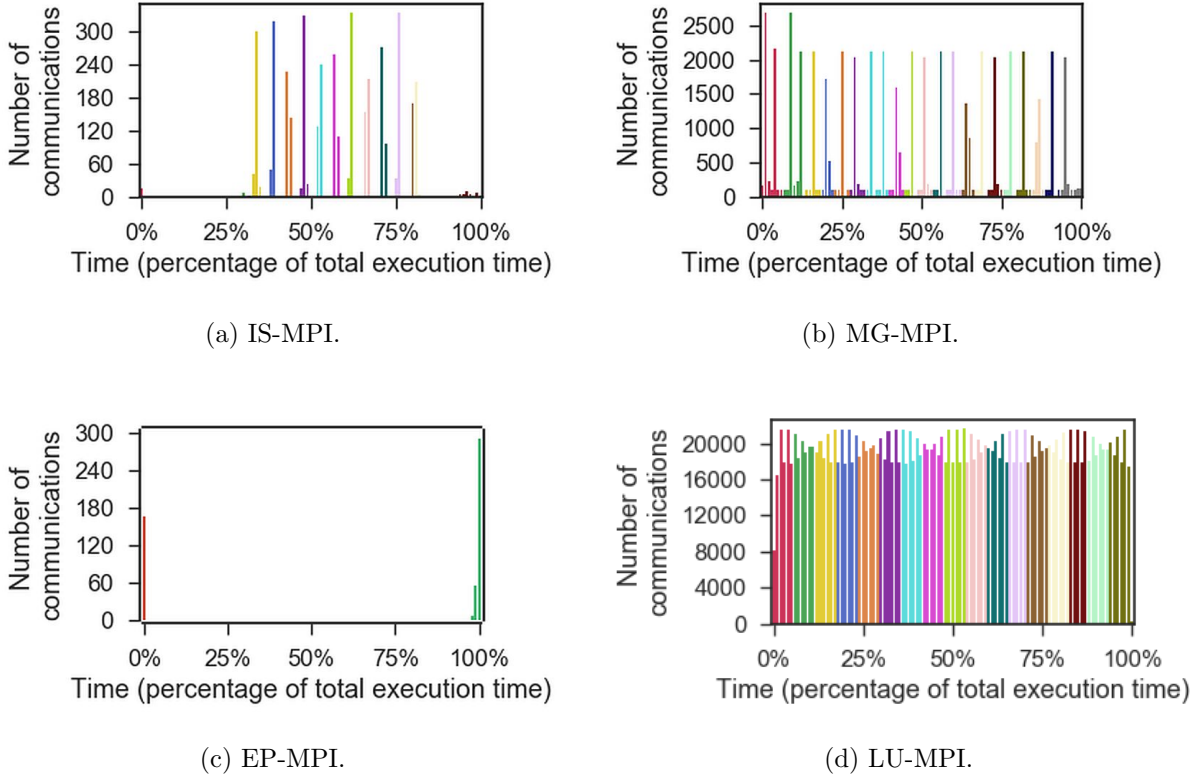 Number of
communications
300
240
180
120
60
0
0%
25%
50%
75%
100%
Time (percentage of total execution time)
(a) IS-MPI.
Number of
communications
2500
2000
1500
1000
500
0
0%
25%
50%
75%
100%
Time (percentage of total execution time)
(b) MG-MPI.
Number of
communications
300
240
180
120
60
0
0%
25%
50%
75%
100%
Time (percentage of total execution time)
(c) EP-MPI.
Number of
communications
20000
16000
12000
8000
4000
0
0%
25%
50%
75%
100%
Time (percentage of total execution time)
(d) LU-MPI.